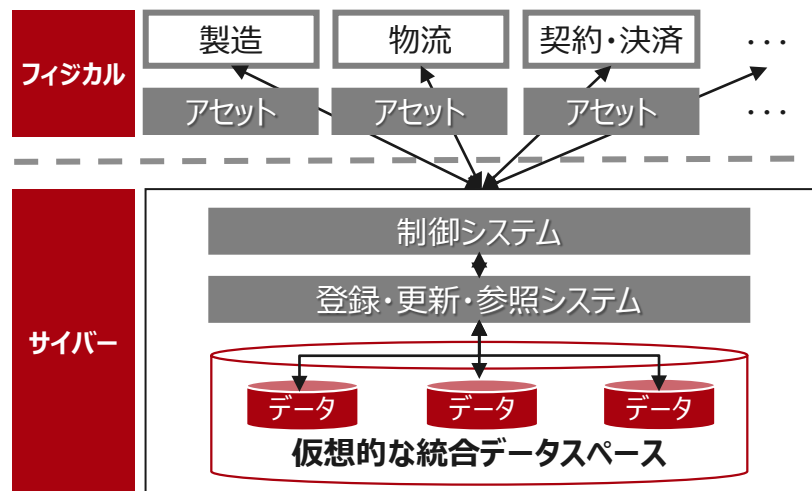 フィジカル
製造
物流
契約・決済
・・・
アセット
アセット
アセット
・・・
サイバー
制御システム
登録・更新・参照システム
データ
データ
データ
仮想的な統合データスペース